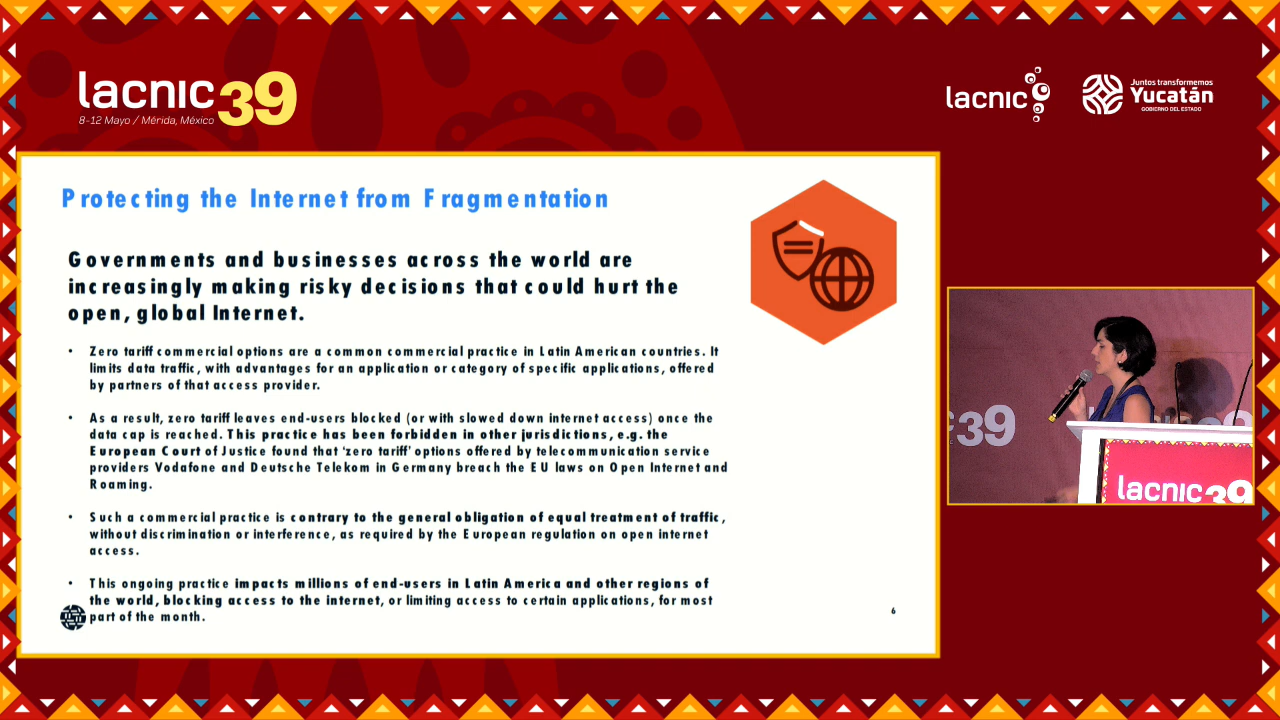 lacnic 39
8-12 Mayo / Mérida, México
lacnic
Juntos transformemos
Yucatán
GOBIERNO DEL ESTADO
Protecting the Internet from Fragmentation
Governments and businesses across the world are
increasingly making risky decisions that could hurt the
open, global Internet.
• Zero tariff commercial options are a common commercial practice in Latin American countries. It
limits data traffic, with advantages for an application or category of specific applications, offered
by partners of that access provider.
• As a result, zero tariff leaves end-users blocked (or with slowed down internet access) once the
data cap is reached. This practice has been forbidden in other jurisdictions, e.g. the
European Court of Justice found that 'zero tariff' options offered by telecommunication service
providers Vodafone and Deutsche Telekom in Germany breach the EU laws on Open Internet and
Roaming.
• Such a commercial practice is contrary to the general obligation of equal treatment of traffic,
without discrimination or interference, as required by the European regulation on open internet
access.
• This ongoing practice impacts millions of end-users in Latin America and other regions of
the world, blocking access to the internet, or limiting access to certain applications, for most
part of the month.
6
39
lacnic 39